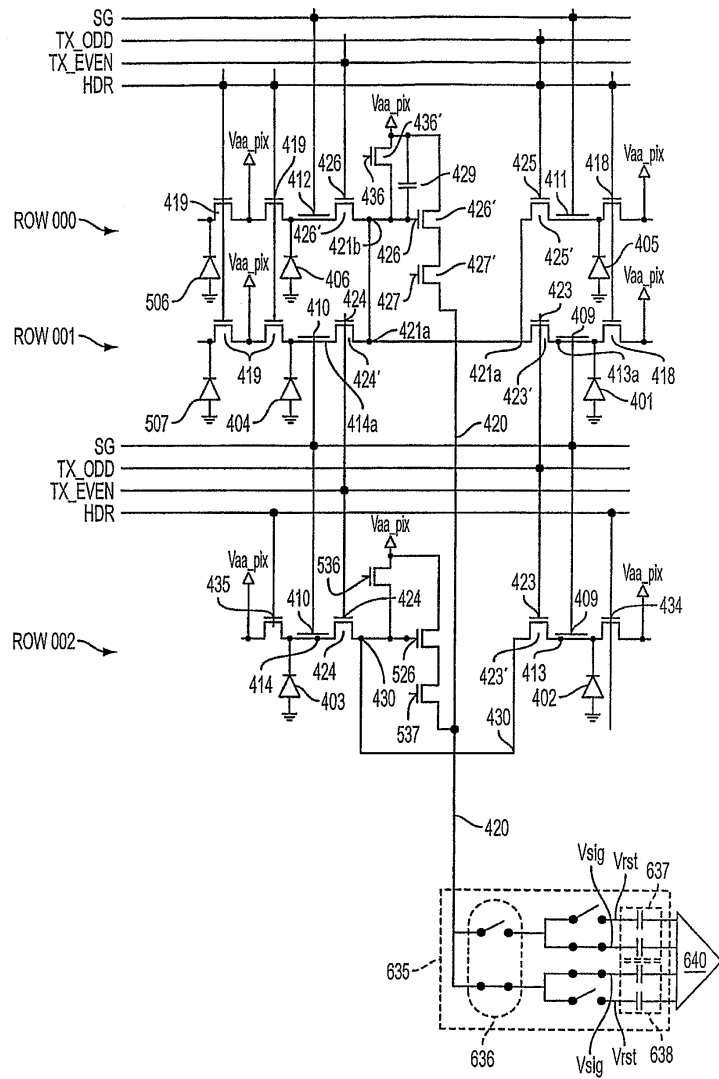 SG
TX_ODD
TX_EVEN
HDR
Vaa_pix
436′
Vaa_pix
419
412
426
436
429
425
411
418
Vaa_pix
ROW 000
419
426′
421b
426
426′
425′
506
Vaa_pix
406
424
427
427′
423
405
Vaa_pix
410
409
ROW 001
419
424′
421a
421a
423′
413a
418
507
404
414a
401
420
SG
TX_ODD
TX_EVEN
HDR
Vaa_pix
Vaa_pix
536
435
410
424
423
409
434
Vaa_pix
ROW 002
414
424
430
526
423′
413
403
537
402
430
420
Vsig
Vrst
637
635
640
636
Vsig
Vrst
638